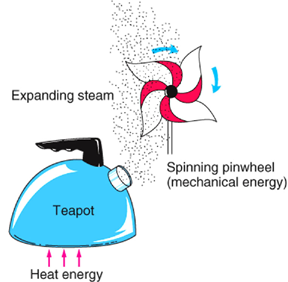 Expanding steam
Spinning pinwheel
(mechanical energy)
Teapot
Heat energy